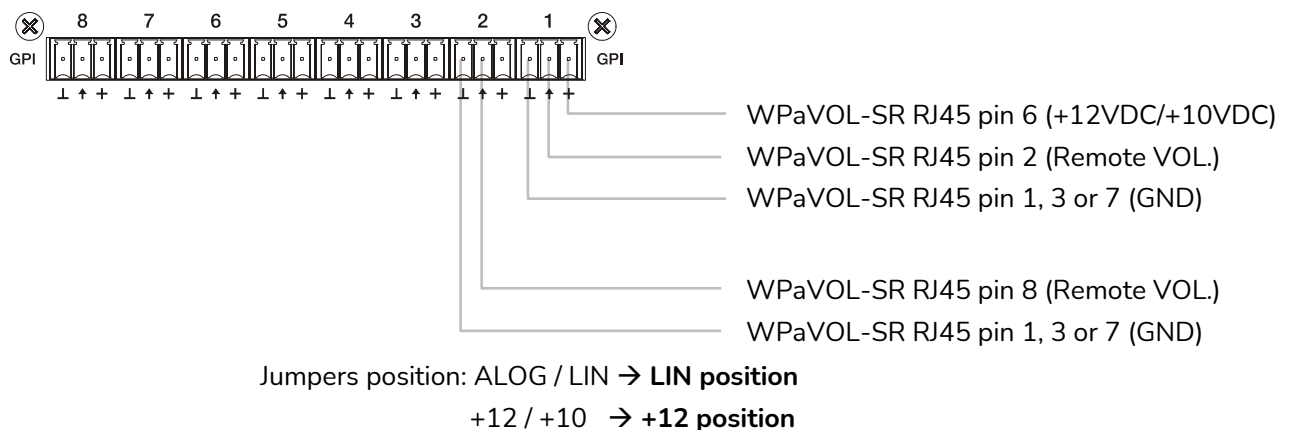 8 7 6 5 4 3 2 1
GPI GPI
⊥ ↑ + ⊥ ↑ + ⊥ ↑ + ⊥ ↑ + ⊥ ↑ + ⊥ ↑ + ⊥ ↑ + ⊥ ↑ +
WPaVOL-SR RJ45 pin 6 (+12VDC/+10VDC)
WPaVOL-SR RJ45 pin 2 (Remote VOL.)
WPaVOL-SR RJ45 pin 1, 3 or 7 (GND)
WPaVOL-SR RJ45 pin 8 (Remote VOL.)
WPaVOL-SR RJ45 pin 1, 3 or 7 (GND)
Jumpers position: ALOG / LIN → LIN position
+12 / +10 → +12 position